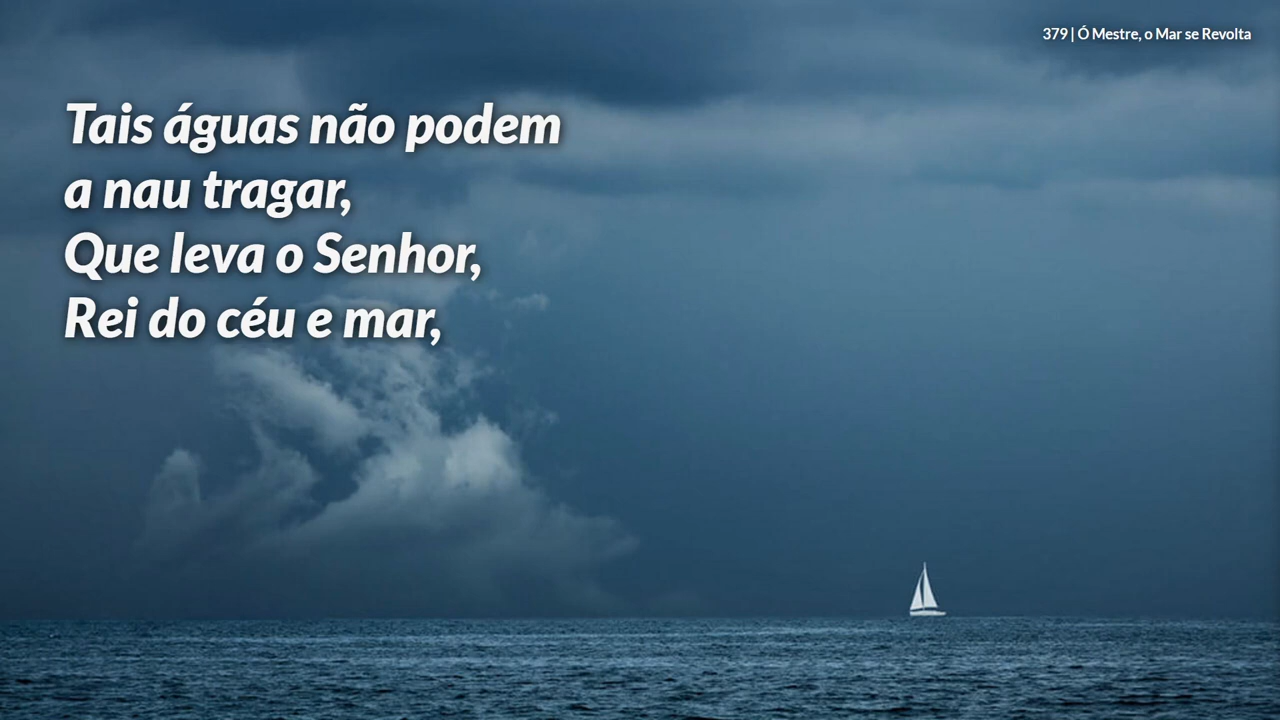 379 | Ó Mestre, o Mar se Revolta
Tais águas não podem
a nau tragar,
Que leva o Senhor,
Rei do céu e mar,